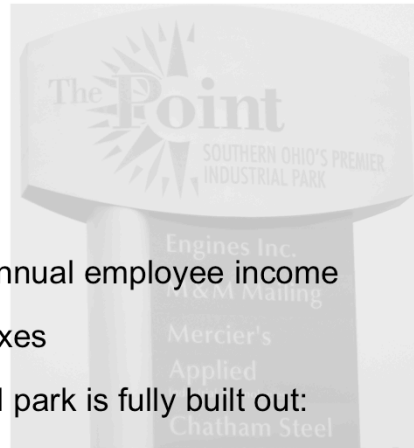 The Point
SOUTHERN OHIO'S PREMIER
INDUSTRIAL PARK
Engines Inc.
nnual employee income
M&M Mailing
xes
Mercier's
Applied
park is fully built out:
Chatham Steel